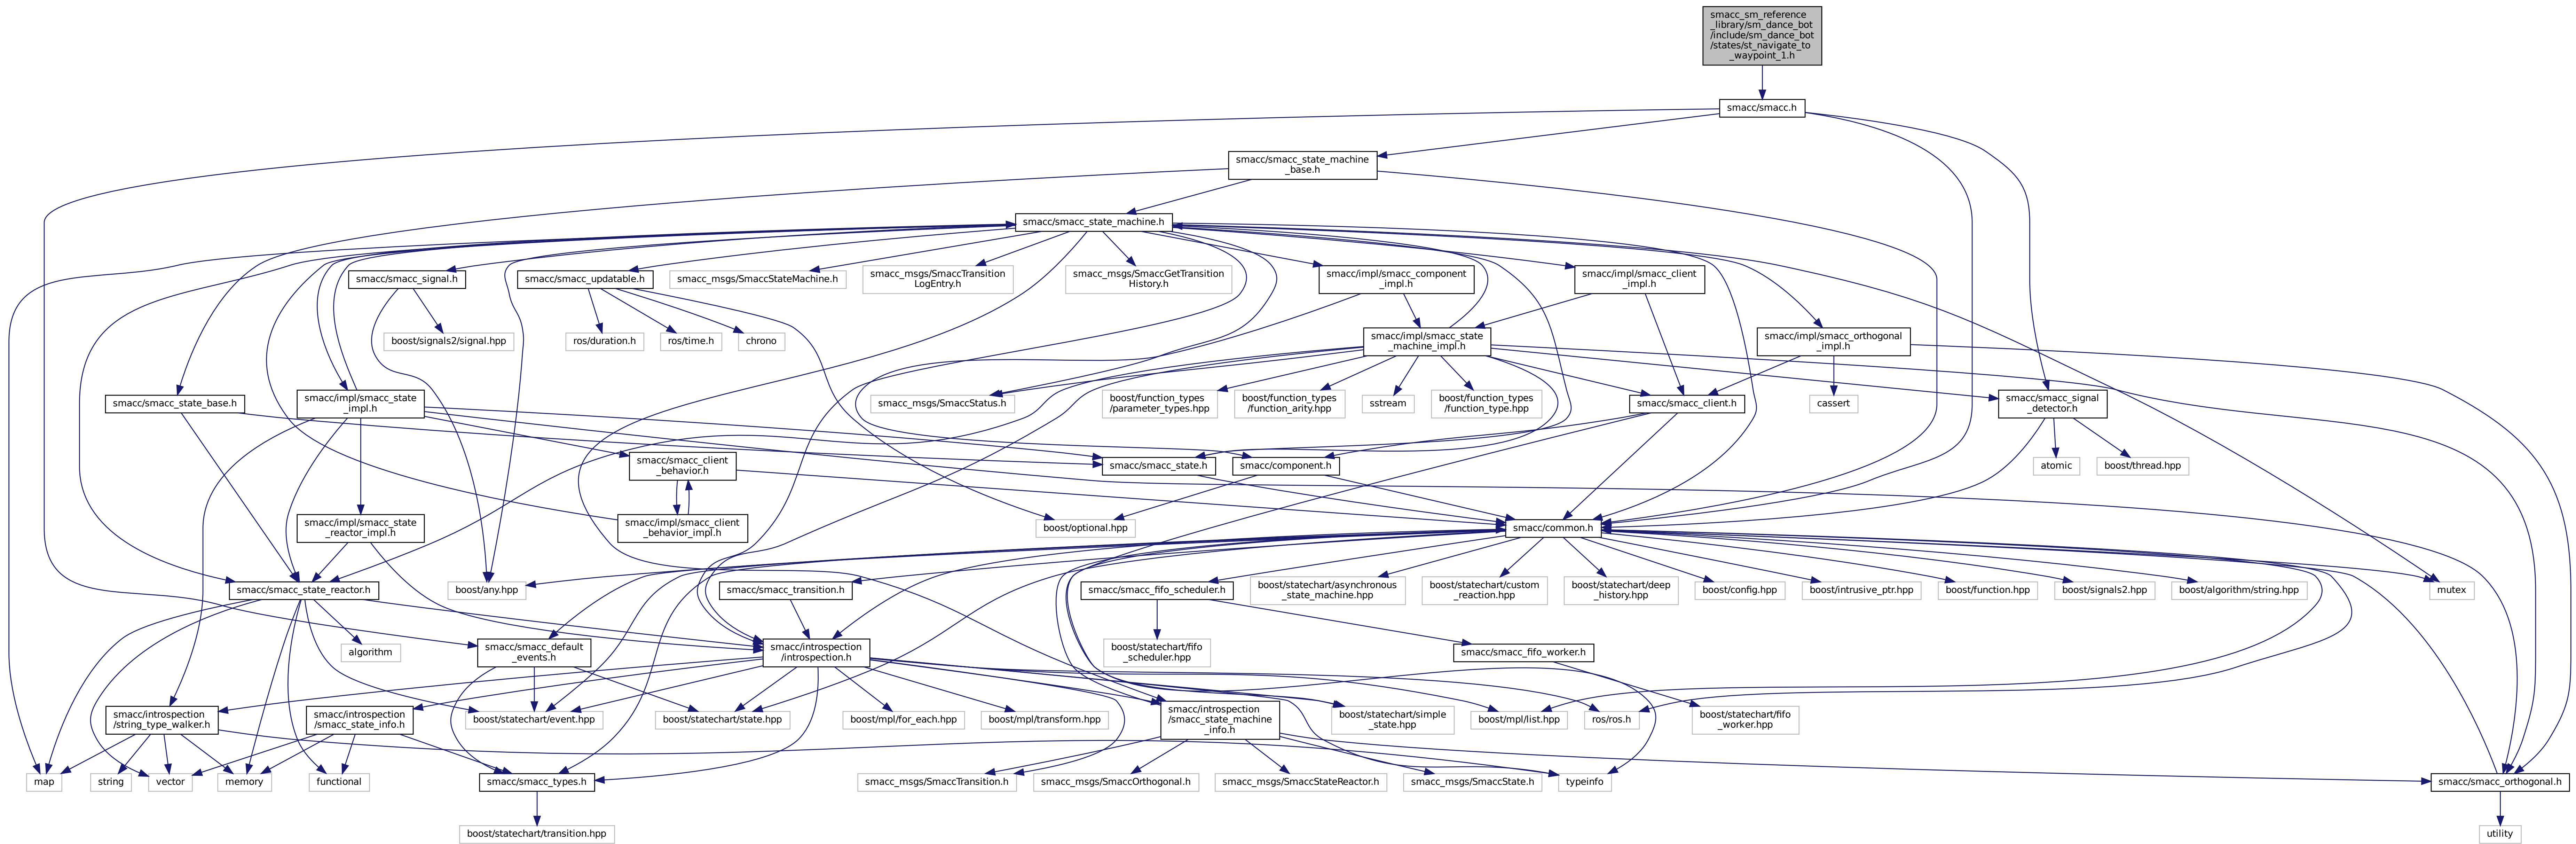 smacc_sm_reference
_library/sm_dance_bot
/include/sm_dance_bot
/states/st_navigate_to
_waypoint_1.h
smacc/smacc.h
smacc/smacc_state_machine
_base.h
smacc/smacc_state_machine.h
smacc/smacc_signal.h
smacc/smacc_updatable.h
smacc_msgs/SmaccStateMachine.h
smacc_msgs/SmaccTransition
LogEntry.h
smacc_msgs/SmaccGetTransition
History.h
smacc/impl/smacc_component
_impl.h
smacc/impl/smacc_client
_impl.h
boost/signals2/signal.hpp
ros/duration.h
ros/time.h
chrono
smacc/impl/smacc_state
_machine_impl.h
smacc/impl/smacc_orthogonal
_impl.h
smacc/smacc_state_base.h
smacc/impl/smacc_state
_impl.h
smacc_msgs/SmaccStatus.h
boost/function_types
/parameter_types.hpp
boost/function_types
/function_arity.hpp
sstream
boost/function_types
/function_type.hpp
smacc/smacc_client.h
cassert
smacc/smacc_signal
_detector.h
smacc/smacc_client
_behavior.h
smacc/smacc_state.h
smacc/component.h
atomic
boost/thread.hpp
smacc/impl/smacc_state
_reactor_impl.h
smacc/impl/smacc_client
_behavior_impl.h
boost/optional.hpp
smacc/common.h
smacc/smacc_state_reactor.h
boost/any.hpp
smacc/smacc_transition.h
smacc/smacc_fifo_scheduler.h
boost/statechart/asynchronous
_state_machine.hpp
boost/statechart/custom
_reaction.hpp
boost/statechart/deep
_history.hpp
boost/config.hpp
boost/intrusive_ptr.hpp
boost/function.hpp
boost/signals2.hpp
boost/algorithm/string.hpp
mutex
algorithm
smacc/smacc_default
_events.h
smacc/introspection
/introspection.h
boost/statechart/fifo
_scheduler.hpp
smacc/smacc_fifo_worker.h
smacc/introspection
/string_type_walker.h
smacc/introspection
/smacc_state_info.h
boost/statechart/event.hpp
boost/statechart/state.hpp
boost/mpl/for_each.hpp
boost/mpl/transform.hpp
smacc/introspection
/smacc_state_machine
_info.h
boost/statechart/simple
_state.hpp
boost/mpl/list.hpp
ros/ros.h
boost/statechart/fifo
_worker.hpp
map
string
vector
memory
functional
smacc/smacc_types.h
smacc_msgs/SmaccTransition.h
smacc_msgs/SmaccOrthogonal.h
smacc_msgs/SmaccStateReactor.h
smacc_msgs/SmaccState.h
typeinfo
smacc/smacc_orthogonal.h
boost/statechart/transition.hpp
utility